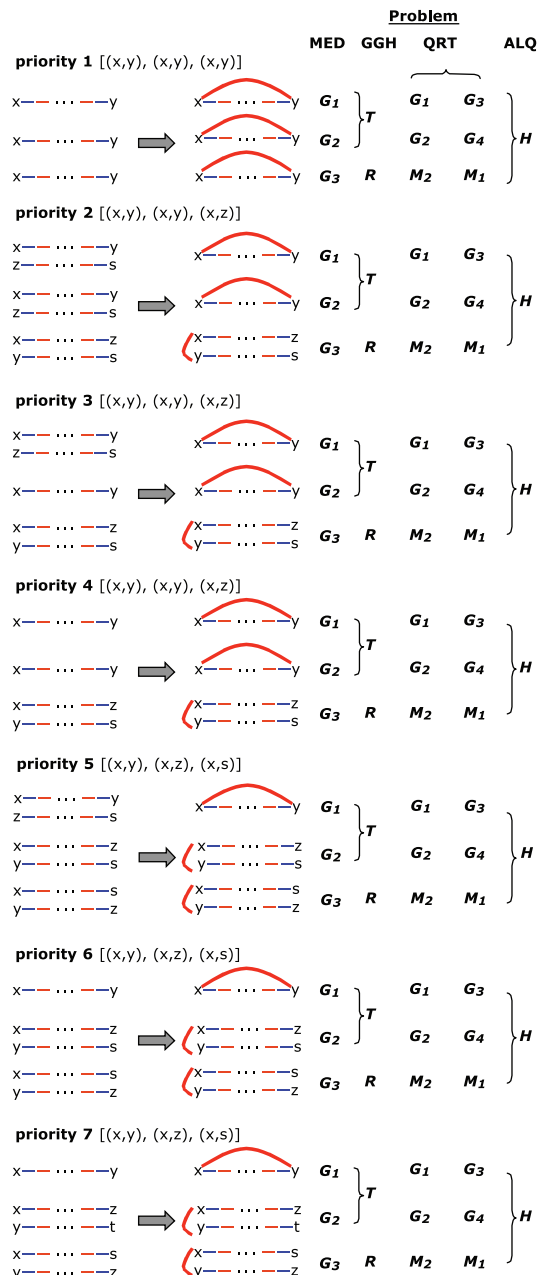 Problem
MED GGH QRT ALQ
priority 1 [(x,y), (x,y), (x,y)]
x ··· y x ··· y G1 T G1 G3 H
x ··· y x ··· y G2 G2 G4
x ··· y x ··· y G3 R M2 M1
priority 2 [(x,y), (x,y), (x,z)]
x ··· y x ··· y G1 T G1 G3 H
z ··· s
x ··· y x ··· y G2 G2 G4
z ··· s
x ··· z x ··· z G3 R M2 M1
y ··· s y ··· s
priority 3 [(x,y), (x,y), (x,z)]
x ··· y x ··· y G1 T G1 G3 H
z ··· s
x ··· y x ··· y G2 G2 G4
x ··· z x ··· z G3 R M2 M1
y ··· s y ··· s
priority 4 [(x,y), (x,y), (x,z)]
x ··· y x ··· y G1 T G1 G3 H
x ··· y x ··· y G2 G2 G4
x ··· z x ··· z G3 R M2 M1
y ··· s y ··· s
priority 5 [(x,y), (x,z), (x,s)]
x ··· y x ··· y G1 T G1 G3 H
z ··· s
x ··· z x ··· z G2 G2 G4
y ··· s y ··· s
x ··· s x ··· s G3 R M2 M1
y ··· z y ··· z
priority 6 [(x,y), (x,z), (x,s)]
x ··· y x ··· y G1 T G1 G3 H
x ··· z x ··· z G2 G2 G4
y ··· s y ··· s
x ··· s x ··· s G3 R M2 M1
y ··· z y ··· z
priority 7 [(x,y), (x,z), (x,s)]
x ··· y x ··· y G1 T G1 G3 H
x ··· z x ··· z G2 G2 G4
y ··· t y ··· t
x ··· s x ··· s G3 R M2 M1
y ··· z y ··· z